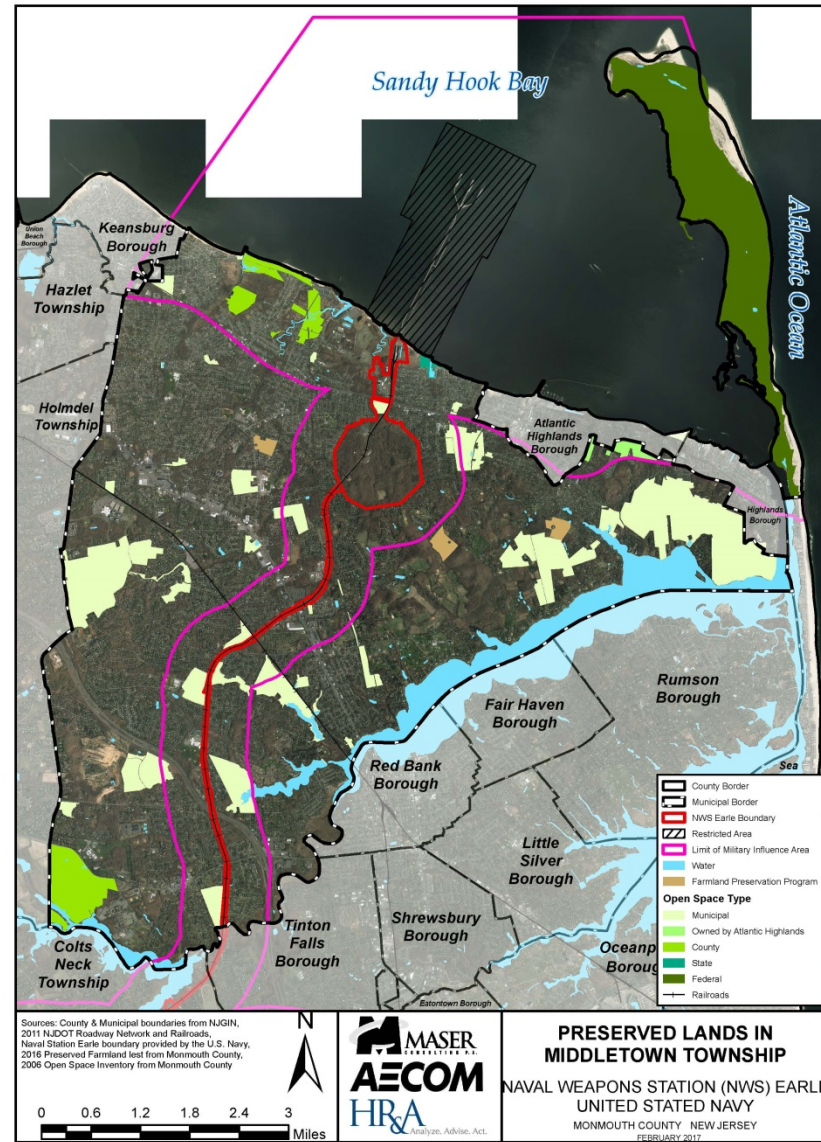 Sandy Hook Bay
Atlantic Ocean
Union
Beach
Borough
Keansburg
Borough
Hazlet
Township
Holmdel
Township
Atlantic
Highlands
Borough
Highlands
Borough
Rumson
Borough
Fair Haven
Borough
Red Bank
Borough
Sea
Little
Silver
Borough
Shrewsbury
Borough
Tinton
Falls
Borough
Colts
Neck
Township
Oceanp
Boroug
Eatontown Borough
County Border
Municipal Border
NWS Earle Boundary
Restricted Area
Limit of Military Influence Area
Water
Farmland Preservation Program
Open Space Type
Municipal
Owned by Atlantic Highlands
County
State
Federal
Railroads
Sources: County & Municipal boundaries from NJGIN,
2011 NJDOT Roadway Network and Railroads,
Naval Station Earle boundary provided by the U.S. Navy,
2016 Preserved Farmland lest from Monmouth County,
2006 Open Space Inventory from Monmouth County
N
0 0.6 1.2 1.8 2.4 3
Miles
MASER
CONSULTING P.A.
AECOM
HR&A Analyze. Advise. Act.
PRESERVED LANDS IN
MIDDLETOWN TOWNSHIP
NAVAL WEAPONS STATION (NWS) EARLE
UNITED STATED NAVY
MONMOUTH COUNTY NEW JERSEY
FEBRUARY 2017